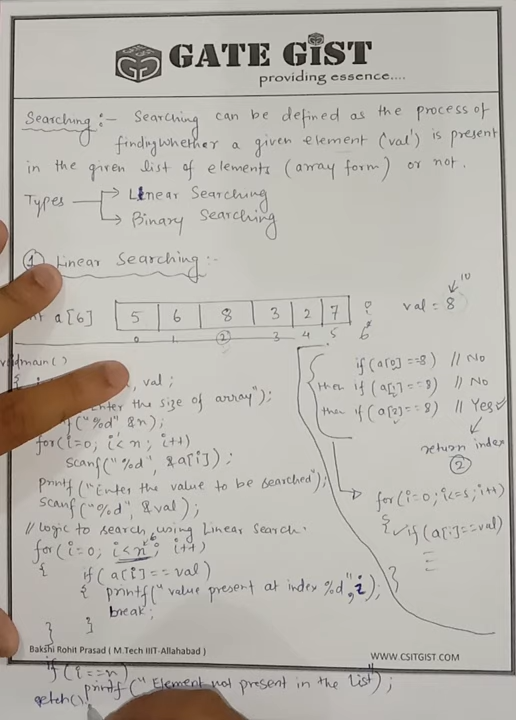 GATE GIST
providing essence....
Searching :- Searching can be defined as the process of
finding whether a given element ('val') is present
in the given list of elements (array form) or not.
Types → Linear Searching
→ Binary Searching
① Linear Searching :-
a[6] 5 6 8 3 2 7
0 1 ② 3 4 5 6
val = 8
10
void main()
{ , val ;
enter the size of array");
"%d" &n);
for(i=0; i<n; i++)
scanf("%d", &a[i]);
printf("Enter the value to be searched");
scanf("%d", &val);
// logic to search, using Linear Search.
for(i=0; i<n; i++)
{ if (a[i]==val)
{ printf("value present at index %d", i);
break;
}
}
}
if (a[0]==8) // No
then if (a[1]==8) // No
then if (a[2]==8) // Yes ✓
return index
②
for(i=0; i<=5; i++)
{ ✓ if (a[i]==val)
Bakshi Rohit Prasad ( M.Tech IIIT-Allahabad )
WWW.CSITGIST.COM
if (i==n)
printf("Element not present in the list");
getch();